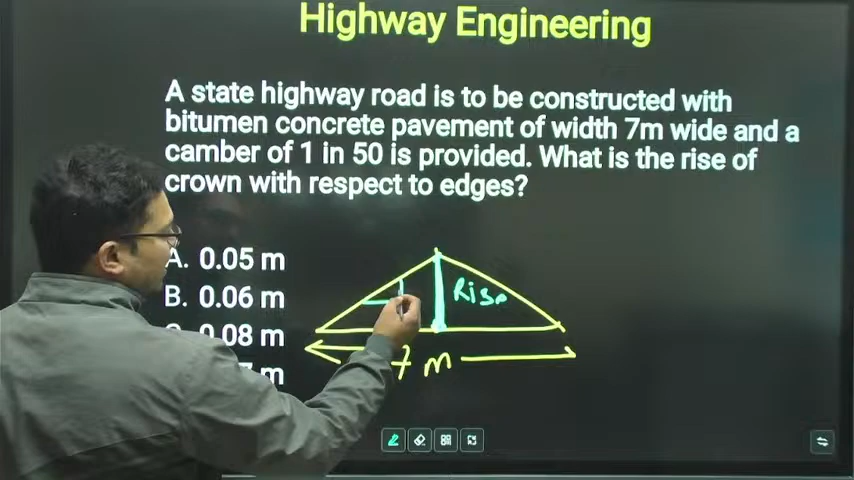 Highway Engineering
A state highway road is to be constructed with
bitumen concrete pavement of width 7m wide and a
camber of 1 in 50 is provided. What is the rise of
crown with respect to edges?
A. 0.05 m
B. 0.06 m
0.08 m
7 m
Rise
7 m